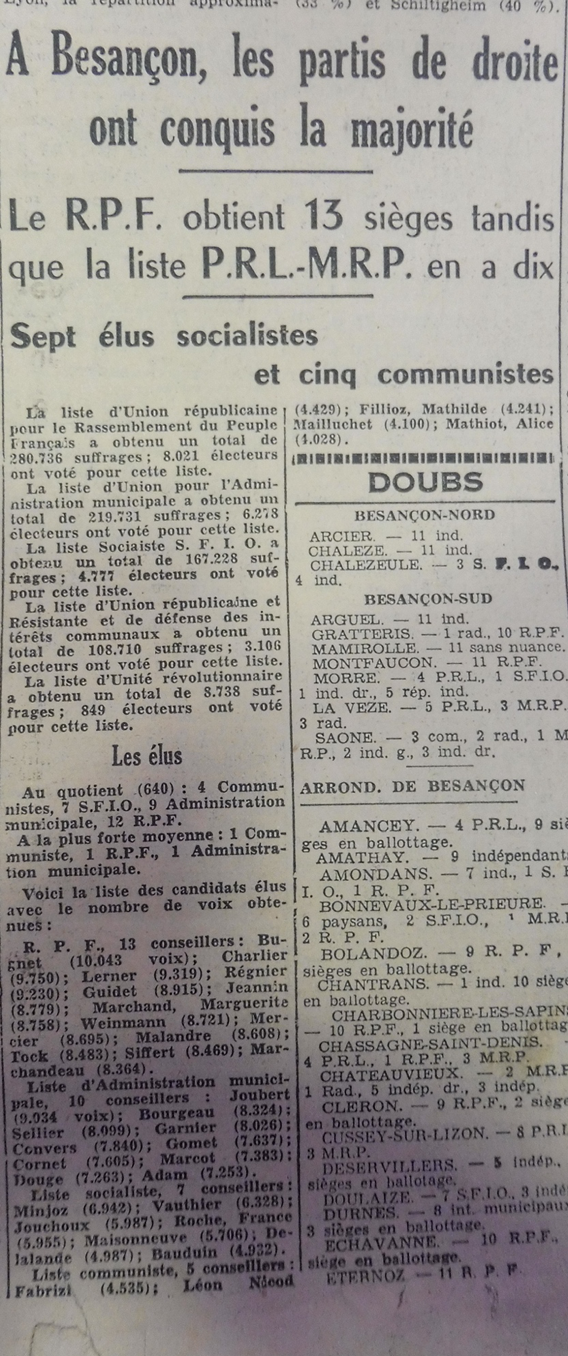 Lyon, la répartition approxima- (33 %) et Schiltigheim (40 %).
A Besançon, les partis de droite
ont conquis la majorité
Le R.P.F. obtient 13 sièges tandis
que la liste P.R.L.-M.R.P. en a dix
Sept élus socialistes
et cinq communistes
La liste d'Union républicaine
pour le Rassemblement du Peuple
Français a obtenu un total de
280.736 suffrages; 8.021 électeurs
ont voté pour cette liste.
La liste d'Union pour l'Admi-
nistration municipale a obtenu un
total de 219.731 suffrages; 6.278
électeurs ont voté pour cette liste.
La liste Sociaiste S. F. I. O. a
obtenu un total de 167.228 suf-
frages; 4.777 électeurs ont voté
pour cette liste.
La liste d'Union républicaine et
Résistante et de défense des in-
térêts communaux a obtenu un
total de 108.710 suffrages; 3.106
électeurs ont voté pour cette liste.
La liste d'Unité révolutionnaire
a obtenu un total de 8.738 suf-
frages; 849 électeurs ont voté
pour cette liste.
Les élus
Au quotient (640) : 4 Commu-
nistes, 7 S.F.I.O., 9 Administration
municipale, 12 R.P.F.
A la plus forte moyenne : 1 Com-
muniste, 1 R.P.F., 1 Administra-
tion municipale.
Voici la liste des candidats élus
avec le nombre de voix obte-
nues :
R. P. F., 13 conseillers : Bu-
gnet (10.043 voix); Charlier
(9.750); Lerner (9.319); Régnier
(9.230); Guidet (8.915); Jeannin
(8.779); Marchand, Marguerite
(8.758); Weinmann (8.721); Mer-
cier (8.695); Malandre (8.608);
Tock (8.483); Siffert (8.469); Mar-
chandeau (8.364).
Liste d'Administration munici-
pale, 10 conseillers : Joubert
(9.034 voix); Bourgeau (8.324);
Sellier (8.099); Garnier (8.026);
Convers (7.840); Gomet (7.637);
Cornet (7.605); Marcot (7.383);
Douge (7.263); Adam (7.253).
Liste socialiste, 7 conseillers :
Minjoz (6.942); Vauthier (6.328);
Jouchoux (5.987); Roche, France
(5.955); Maisonneuve (5.706); De-
lalande (4.987); Bauduin (4.932).
Liste communiste, 5 conseillers :
Fabrizi (4.535); Léon Nicod
(4.429); Fillioz, Mathilde (4.241);
Mailluchet (4.100); Mathiot, Alice
(4.028).
DOUBS
BESANÇON-NORD
ARCIER. — 11 ind.
CHALEZE. — 11 ind.
CHALEZEULE. — 3 S. F. I. O.,
4 ind.
BESANÇON-SUD
ARGUEL. — 11 ind.
GRATTERIS. — 1 rad., 10 R.P.F.
MAMIROLLE. — 11 sans nuance.
MONTFAUCON. — 11 R.P.F.
MORRE. — 4 P.R.L., 1 S.F.I.O.
1 ind. dr., 5 rép. ind.
LA VEZE. — 5 P.R.L., 3 M.R.P.
3 rad.
SAONE. — 3 com., 2 rad., 1 M
R.P., 2 ind. g., 3 ind. dr.
ARROND. DE BESANÇON
AMANCEY. — 4 P.R.L., 9 siè
ges en ballottage.
AMATHAY. — 9 indépendant
AMONDANS. — 7 ind., 1 S. F
I. O., 1 R. P. F.
BONNEVAUX-LE-PRIEURE. —
6 paysans, 2 S.F.I.O., 1 M.R.
2 R. P. F.
BOLANDOZ. — 9 R. P. F,
sièges en ballottage.
CHANTRANS. — 1 ind. 10 siège
en ballottage.
CHARBONNIERE-LES-SAPIN
— 10 R.P.F., 1 siège en ballottag
CHASSAGNE-SAINT-DENIS. —
4 P.R.L., 1 R.P.F., 3 M.R.P.
CHATEAUVIEUX. — 2 M.R.P
1 Rad., 5 indép. dr., 3 indép.
CLERON. — 9 R.P.F., 2 siège
en ballottage.
CUSSEY-SUR-LIZON. — 8 P.R.L
3 M.R.P.
DESERVILLERS. — 5 indép.,
sièges en ballotage.
DOULAIZE. — 7 S.F.I.O., 3 indé
DURNES. — 8 int. municipaux
3 sièges en ballottage.
ECHAVANNE. — 10 R.P.F.,
siège en ballottage.
ETERNOZ — 11 R. P. F